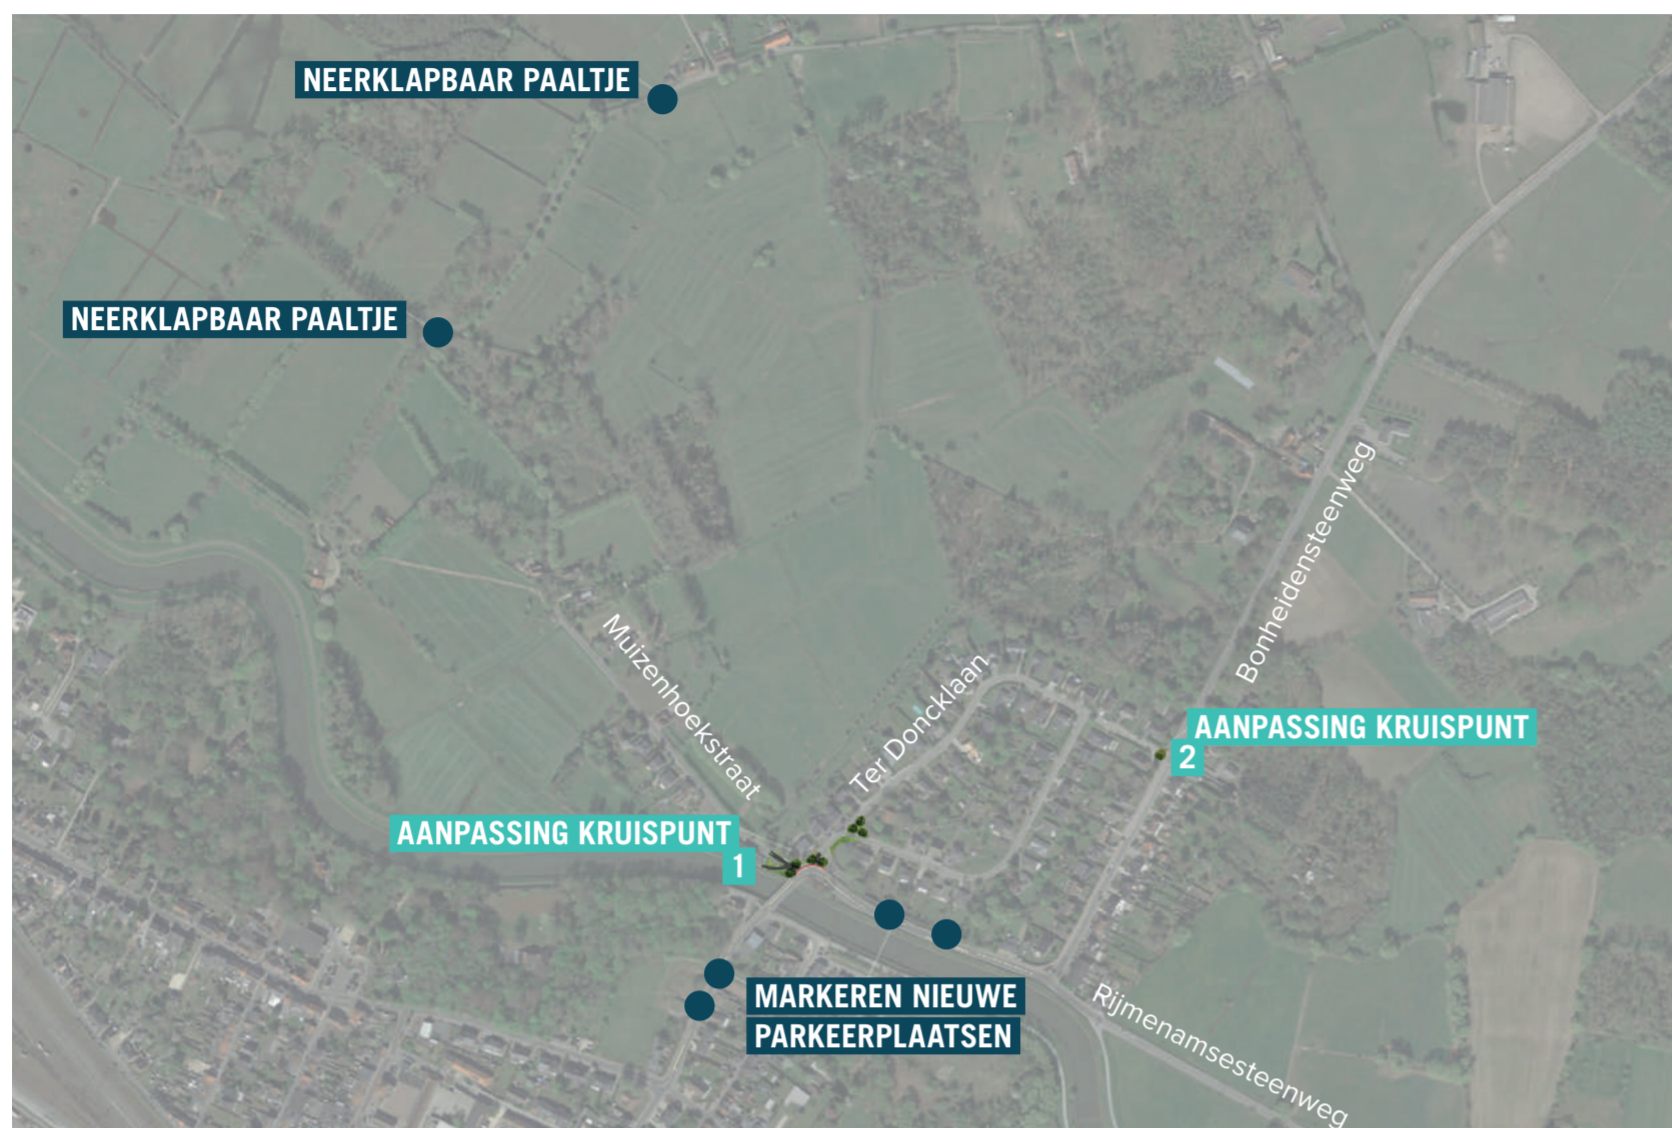 NEERKLAPBAAR PAALTJE
NEERKLAPBAAR PAALTJE
Bonheidensteenweg
Muizenhoekstraat
Ter Doncklaan
AANPASSING KRUISPUNT
2
AANPASSING KRUISPUNT
1
MARKEREN NIEUWE
PARKEERPLAATSEN
Rijmenamsesteenweg